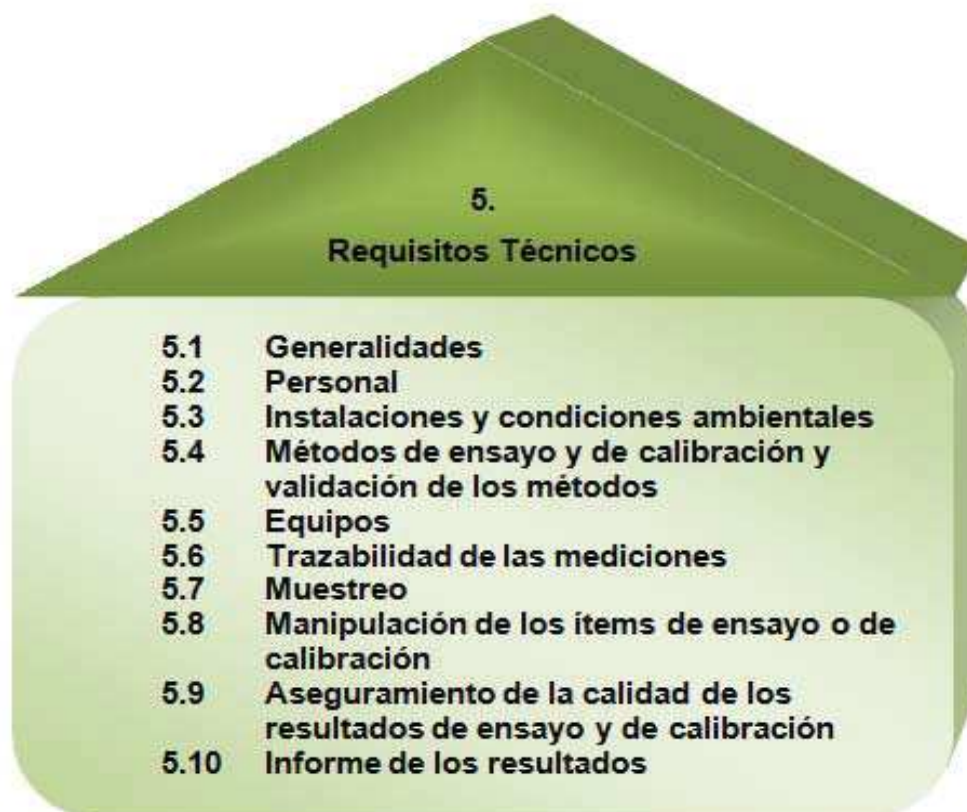 5.
Requisitos Técnicos
5.1 Generalidades
5.2 Personal
5.3 Instalaciones y condiciones ambientales
5.4 Métodos de ensayo y de calibración y
validación de los métodos
5.5 Equipos
5.6 Trazabilidad de las mediciones
5.7 Muestreo
5.8 Manipulación de los ítems de ensayo o de
calibración
5.9 Aseguramiento de la calidad de los
resultados de ensayo y de calibración
5.10 Informe de los resultados